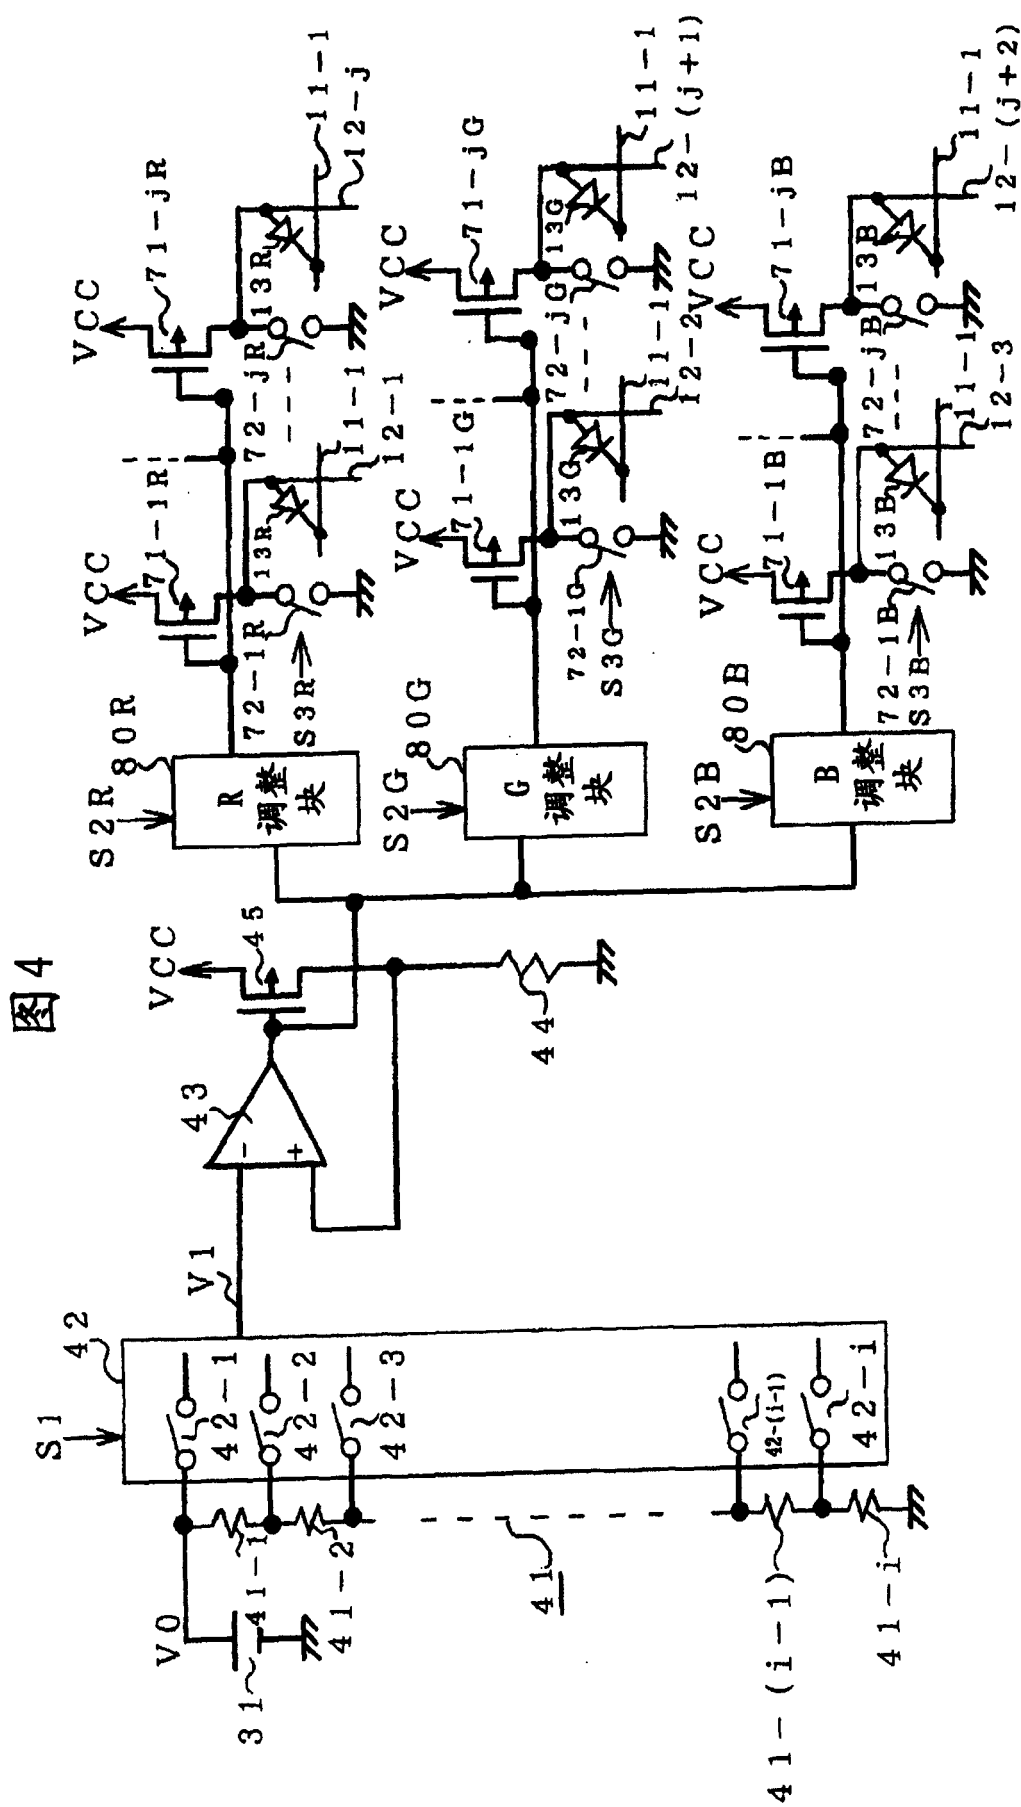 图4
S1
42
V0
31
41-1
41-2
41
41-(i-1)
41-i
42-1
42-2
42-3
42-(i-1)
42-i
V1
43
-
+
VCC
45
44
S2R
80R
R
调整
块
VCC
71-1R
72-1R
S3R
13R
11-1
12-1
VCC
71-jR
72-jR
13R
11-1
12-j
S2G
80G
G
调整
块
VCC
71-1G
72-1G
S3G
13G
11-1
12-2
VCC
71-jG
72-jG
13G
11-1
12-(j+1)
S2B
80B
B
调整
块
VCC
71-1B
72-1B
S3B
13B
11-1
12-3
VCC
71-jB
72-jB
13B
11-1
12-(j+2)